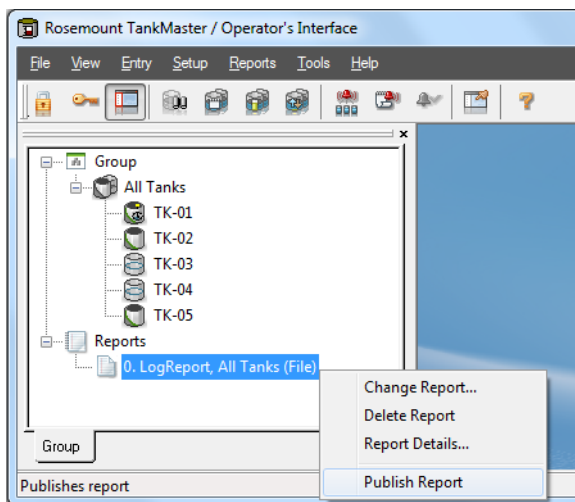 Rosemount TankMaster / Operator's Interface
File View Entry Setup Reports Tools Help
Group
All Tanks
TK-01
TK-02
TK-03
TK-04
TK-05
Reports
0. LogReport, All Tanks (File)
Change Report...
Delete Report
Report Details...
Publish Report
Group
Publishes report